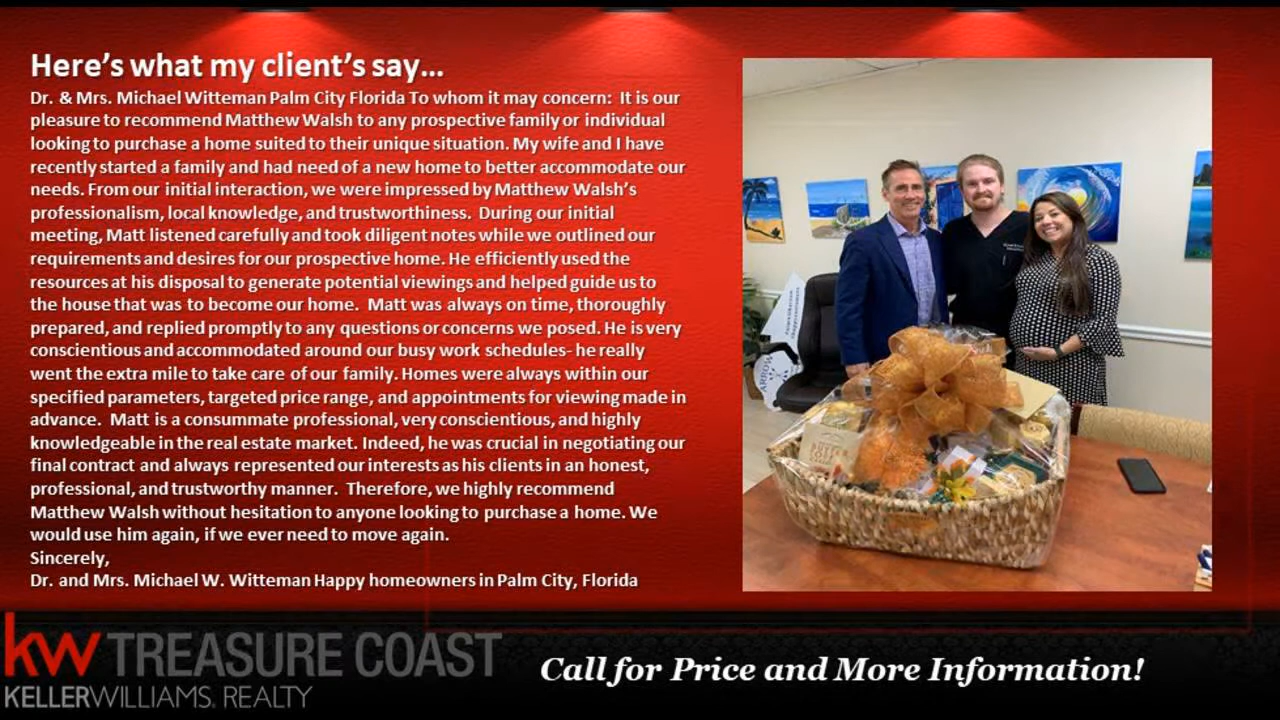 Here's what my client's say...
Dr. & Mrs. Michael Witteman Palm City Florida To whom it may concern:  It is our
pleasure to recommend Matthew Walsh to any prospective family or individual
looking to purchase a home suited to their unique situation. My wife and I have
recently started a family and had need of a new home to better accommodate our
needs. From our initial interaction, we were impressed by Matthew Walsh's
professionalism, local knowledge, and trustworthiness.  During our initial
meeting, Matt listened carefully and took diligent notes while we outlined our
requirements and desires for our prospective home. He efficiently used the
resources at his disposal to generate potential viewings and helped guide us to
the house that was to become our home.  Matt was always on time, thoroughly
prepared, and replied promptly to any questions or concerns we posed. He is very
conscientious and accommodated around our busy work schedules- he really
went the extra mile to take care of our family. Homes were always within our
specified parameters, targeted price range, and appointments for viewing made in
advance.  Matt is a consummate professional, very conscientious, and highly
knowledgeable in the real estate market. Indeed, he was crucial in negotiating our
final contract and always represented our interests as his clients in an honest,
professional, and trustworthy manner.  Therefore, we highly recommend
Matthew Walsh without hesitation to anyone looking to purchase a home. We
would use him again, if we ever need to move again.
Sincerely,
Dr. and Mrs. Michael W. Witteman Happy homeowners in Palm City, Florida
ARROW
kw TREASURE COAST
KELLERWILLIAMS. REALTY
Call for Price and More Information!